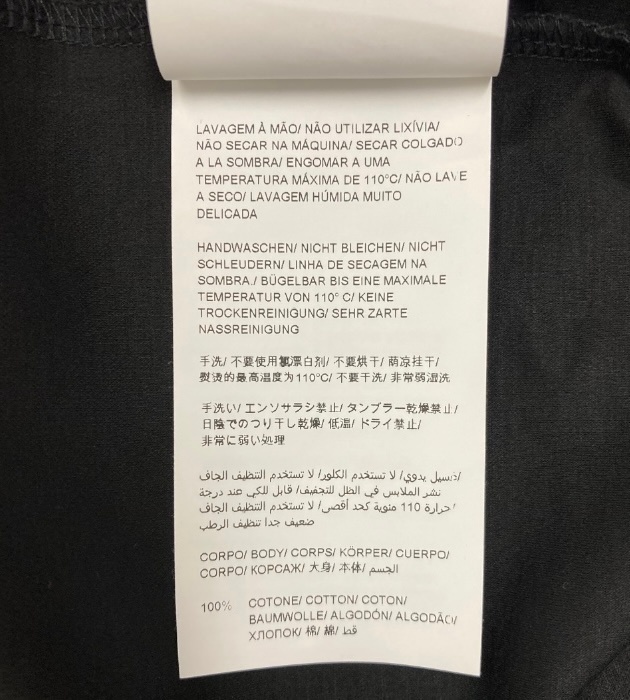 LAVAGEM À MÃO/ NÃO UTILIZAR LIXÍVIA/
NÃO SECAR NA MÁQUINA/ SECAR COLGADO
A LA SOMBRA/ ENGOMAR A UMA
TEMPERATURA MÁXIMA DE 110°C/ NÃO LAVE
A SECO/ LAVAGEM HÚMIDA MUITO
DELICADA
HANDWASCHEN/ NICHT BLEICHEN/ NICHT
SCHLEUDERN/ LINHA DE SECAGEM NA
SOMBRA./ BÜGELBAR BIS EINE MAXIMALE
TEMPERATUR VON 110° C/ KEINE
TROCKENREINIGUNG/ SEHR ZARTE
NASSREINIGUNG
手洗/ 不要使用氯漂白剂/ 不要烘干/ 荫凉挂干/
熨烫的最高温度为110°C/ 不要干洗/ 非常弱湿洗
手洗い/ エンソサラシ禁止/ タンブラー乾燥禁止/
日陰でのつり干し乾燥/ 低温/ ドライ禁止/
非常に弱い処理
غسيل يدوي/ لا تستخدم الكلور/ لا تستخدم التنظيف الجاف/
نشر الملابس في الظل للتجفيف/ قابل للكي عند درجة
حرارة 110 مئوية كحد أقصى/ لا تستخدم التنظيف الجاف/
ضعيف جدا تنظيف الرطب
CORPO/ BODY/ CORPS/ KÖRPER/ CUERPO/
CORPO/ КОРСАЖ/ 大身/ 本体/ الجسم
100% COTONE/ COTTON/ COTON/
BAUMWOLLE/ ALGODÓN/ ALGODÃO/
ХЛОПОК/ 棉/ 綿/ قط